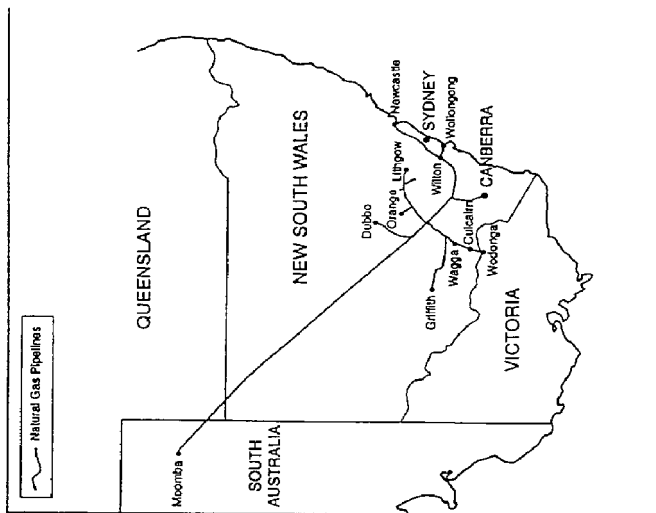 Natural Gas Pipelines
QUEENSLAND
NEW SOUTH WALES
SOUTH
AUSTRALIA
VICTORIA
Moomba
Dubbo
Orange
Lithgow
Newcastle
SYDNEY
Wollongong
Wilton
CANBERRA
Culcairn
Wagga
Wodonga
Griffith